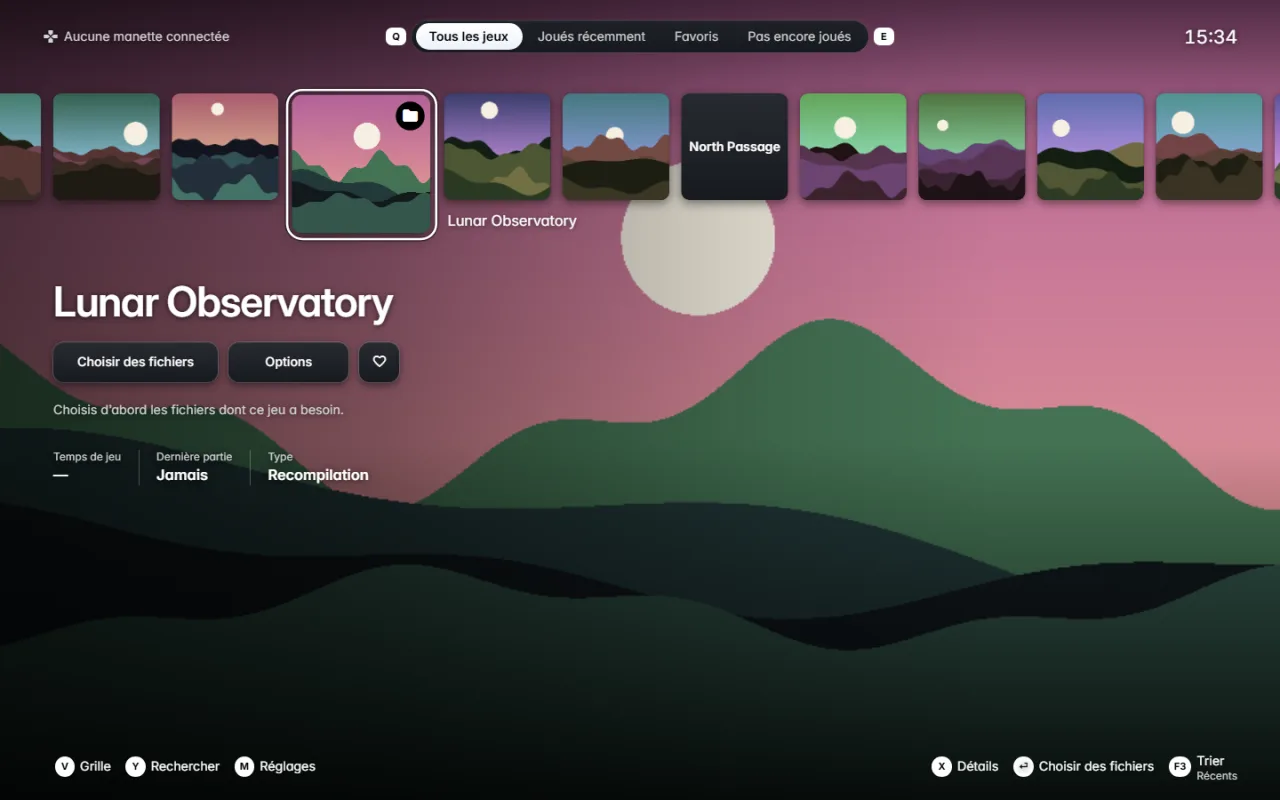 Aucune manette connectée
Q
Tous les jeux
Joués récemment
Favoris
Pas encore joués
E
15:34
North Passage
Lunar Observatory
Lunar Observatory
Choisir des fichiers
Options
Choisis d'abord les fichiers dont ce jeu a besoin.
Temps de jeu
—
Dernière partie
Jamais
Type
Recompilation
V Grille
Y Rechercher
M Réglages
X Détails
⏎ Choisir des fichiers
F3 Trier
Récents